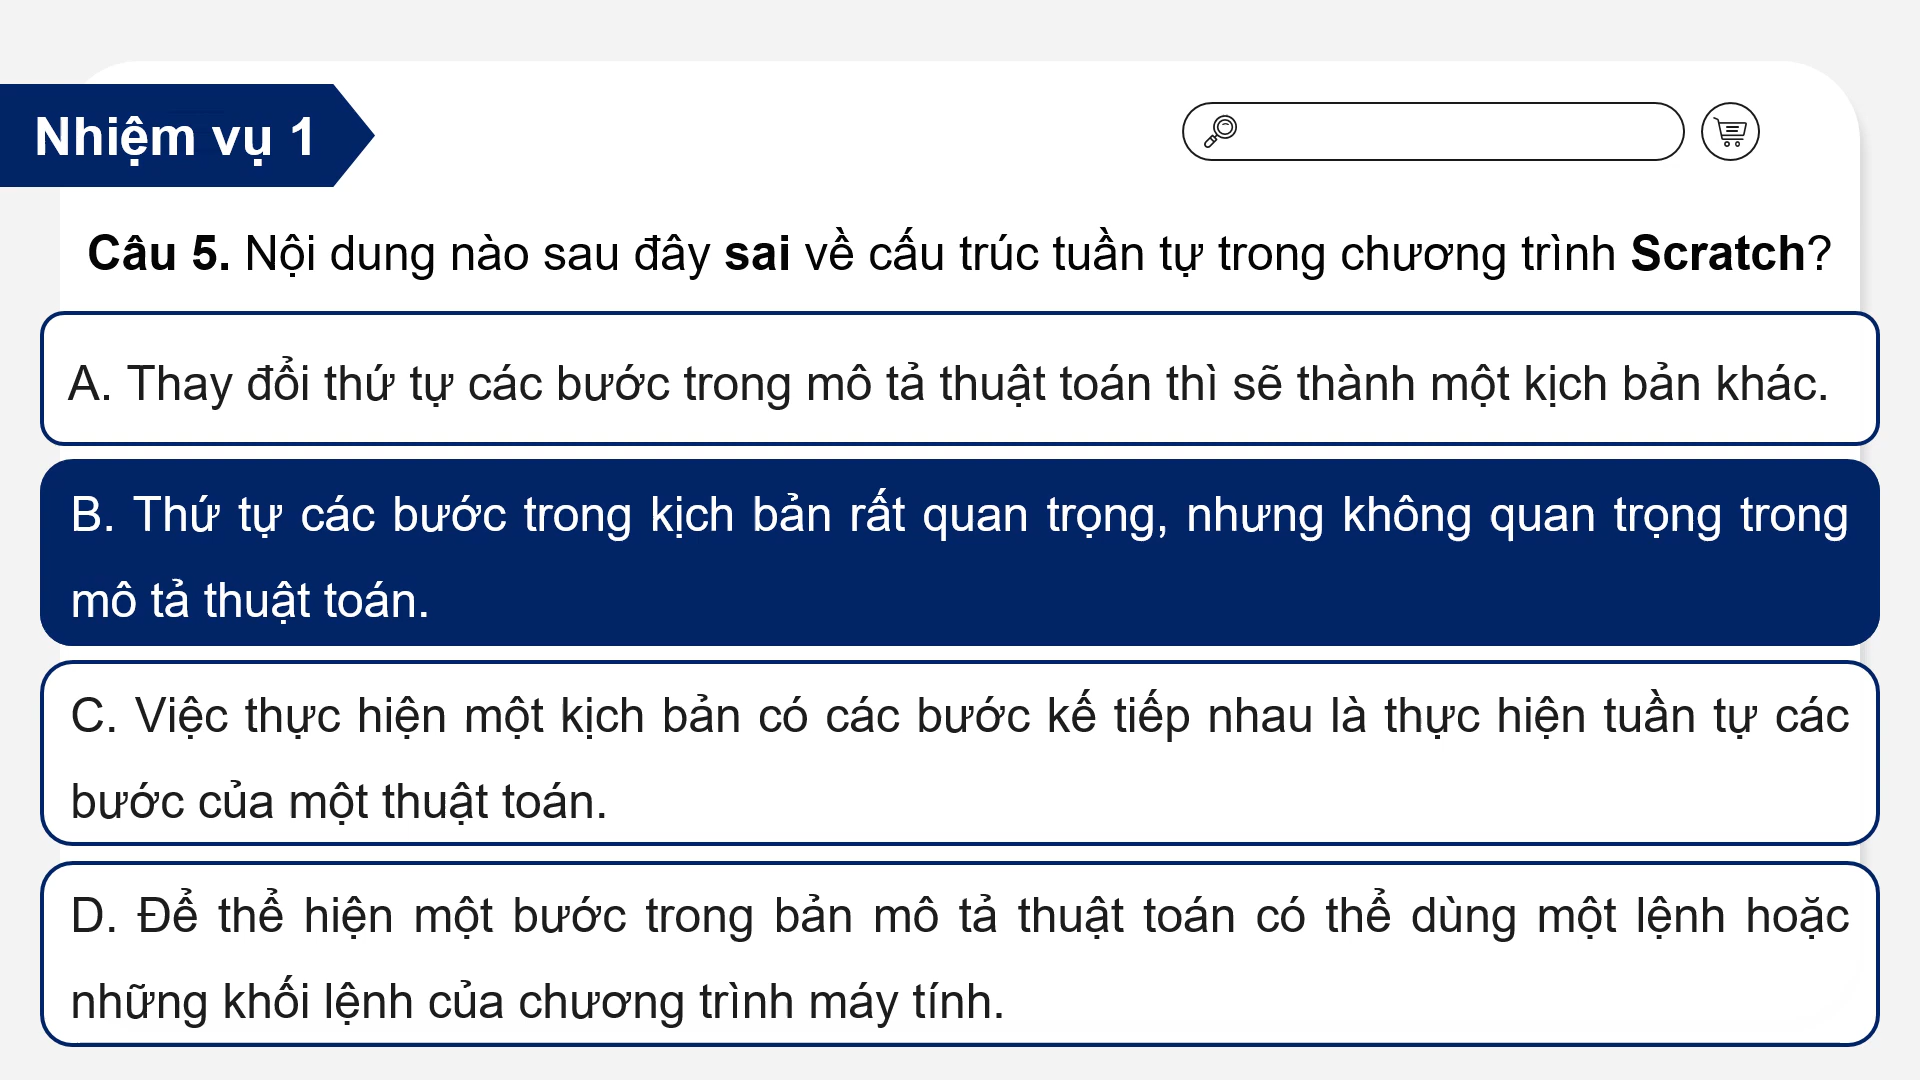 Nhiệm vụ 1
Câu 5. Nội dung nào sau đây sai về cấu trúc tuần tự trong chương trình Scratch?
A. Thay đổi thứ tự các bước trong mô tả thuật toán thì sẽ thành một kịch bản khác.
B. Thứ tự các bước trong kịch bản rất quan trọng, nhưng không quan trọng trong
mô tả thuật toán.
C. Việc thực hiện một kịch bản có các bước kế tiếp nhau là thực hiện tuần tự các
bước của một thuật toán.
D. Để thể hiện một bước trong bản mô tả thuật toán có thể dùng một lệnh hoặc
những khối lệnh của chương trình máy tính.